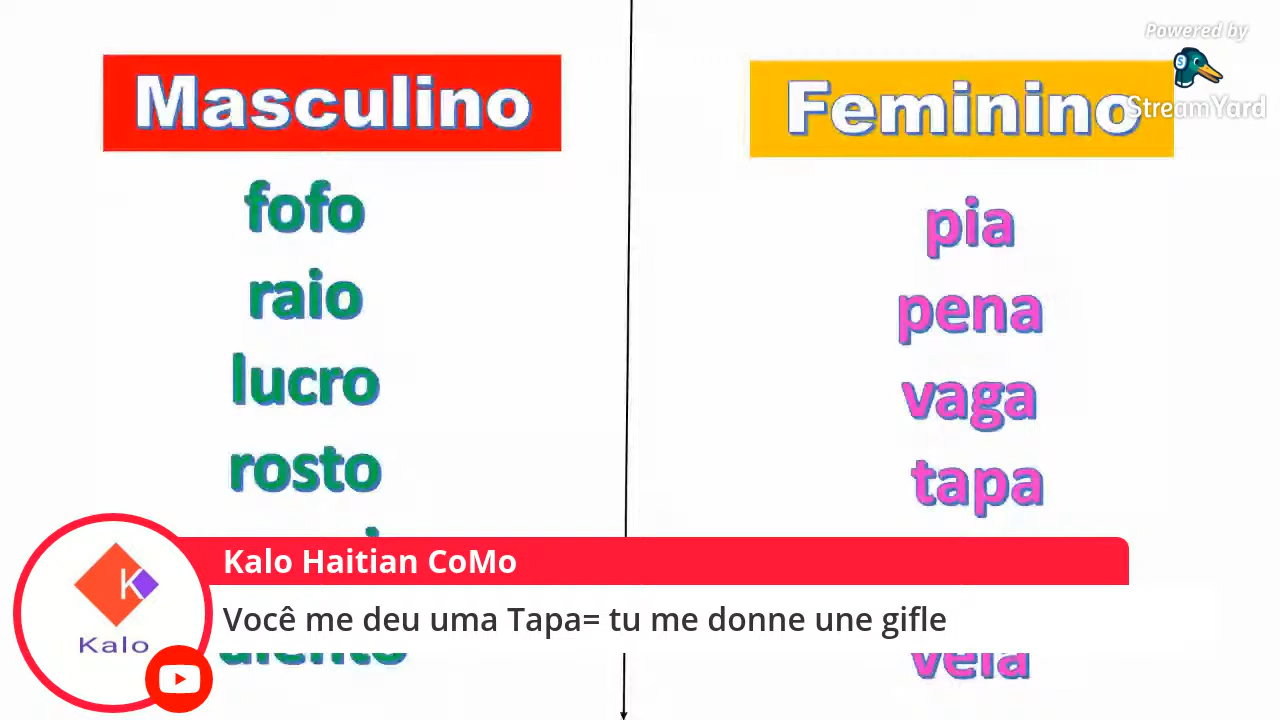 Powered by
StreamYard
Masculino
Feminino
fofo
pia
raio
pena
lucro
vaga
rosto
tapa
Kalo Haitian CoMo
Você me deu uma Tapa= tu me donne une gifle
K
Kalo